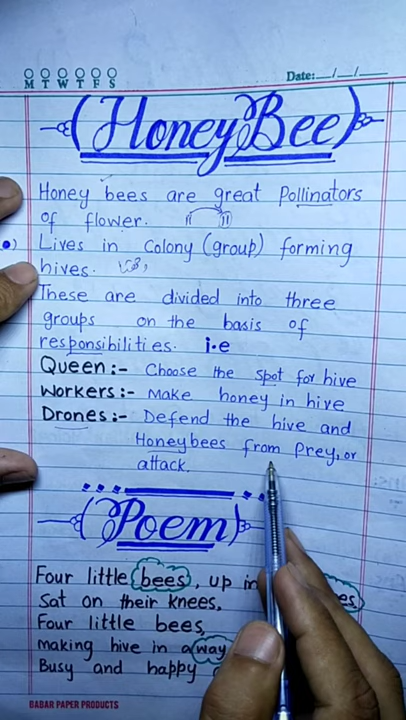 M T W T F S
Date:__/__/____
Honey Bee
Honey bees are great Pollinators
of flower.
Lives in Colony (group) forming
hives.
These are divided into three
groups on the basis of
responsibilities. i.e
Queen:- Choose the spot for hive
Workers:- Make honey in hive
Drones:- Defend the hive and
Honeybees from Prey, or
attack.
Poem
Four little bees, up in
Sat on their knees,
Four little bees,
making hive in a way
Busy and happy
BABAR PAPER PRODUCTS